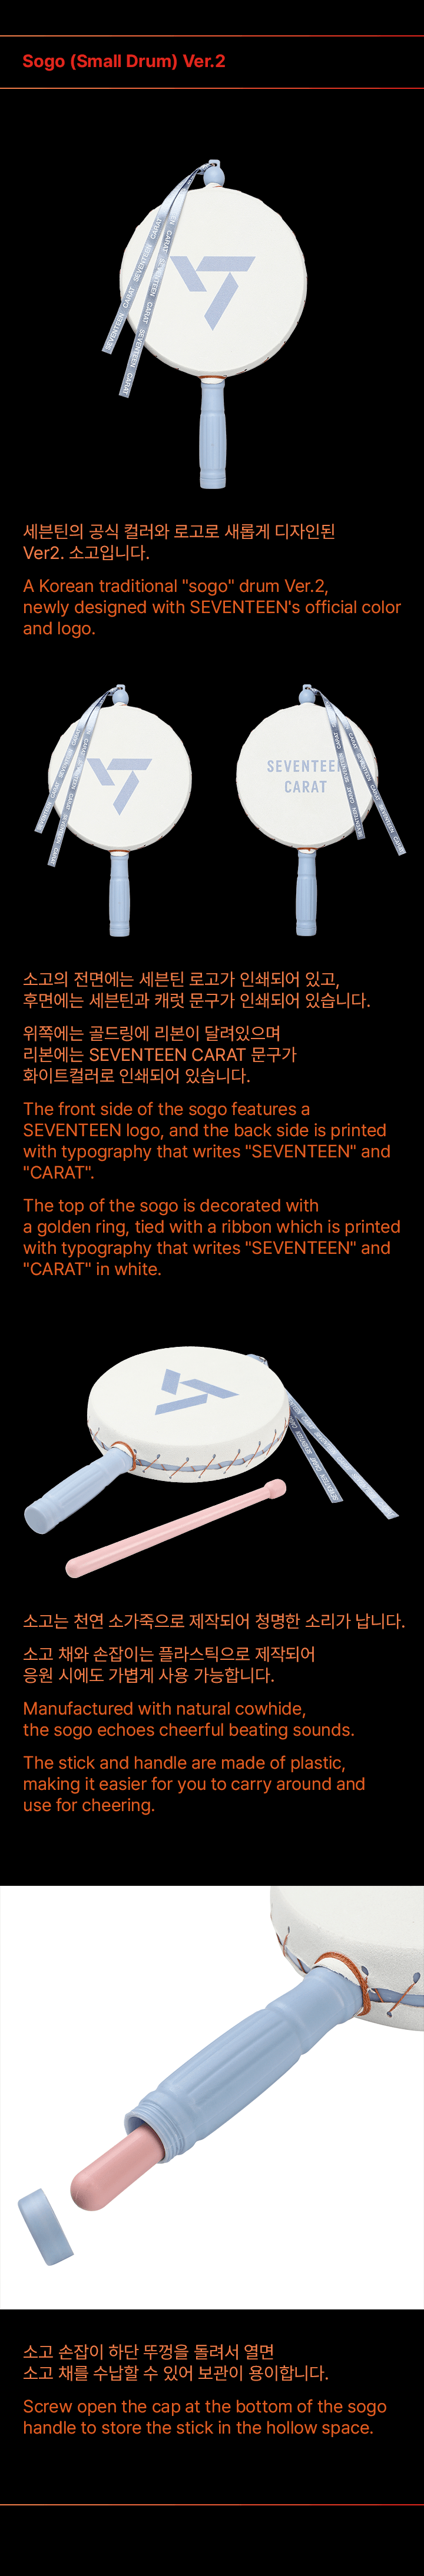 Sogo (Small Drum) Ver.2
세븐틴의 공식 컬러와 로고로 새롭게 디자인된
Ver2. 소고입니다.
A Korean traditional "sogo" drum Ver.2,
newly designed with SEVENTEEN's official color
and logo.
SEVENTEEN
CARAT
소고의 전면에는 세븐틴 로고가 인쇄되어 있고,
후면에는 세븐틴과 캐럿 문구가 인쇄되어 있습니다.
위쪽에는 골드링에 리본이 달려있으며
리본에는 SEVENTEEN CARAT 문구가
화이트컬러로 인쇄되어 있습니다.
The front side of the sogo features a
SEVENTEEN logo, and the back side is printed
with typography that writes "SEVENTEEN" and
"CARAT".
The top of the sogo is decorated with
a golden ring, tied with a ribbon which is printed
with typography that writes "SEVENTEEN" and
"CARAT" in white.
소고는 천연 소가죽으로 제작되어 청명한 소리가 납니다.
소고 채와 손잡이는 플라스틱으로 제작되어
응원 시에도 가볍게 사용 가능합니다.
Manufactured with natural cowhide,
the sogo echoes cheerful beating sounds.
The stick and handle are made of plastic,
making it easier for you to carry around and
use for cheering.
소고 손잡이 하단 뚜껑을 돌려서 열면
소고 채를 수납할 수 있어 보관이 용이합니다.
Screw open the cap at the bottom of the sogo
handle to store the stick in the hollow space.